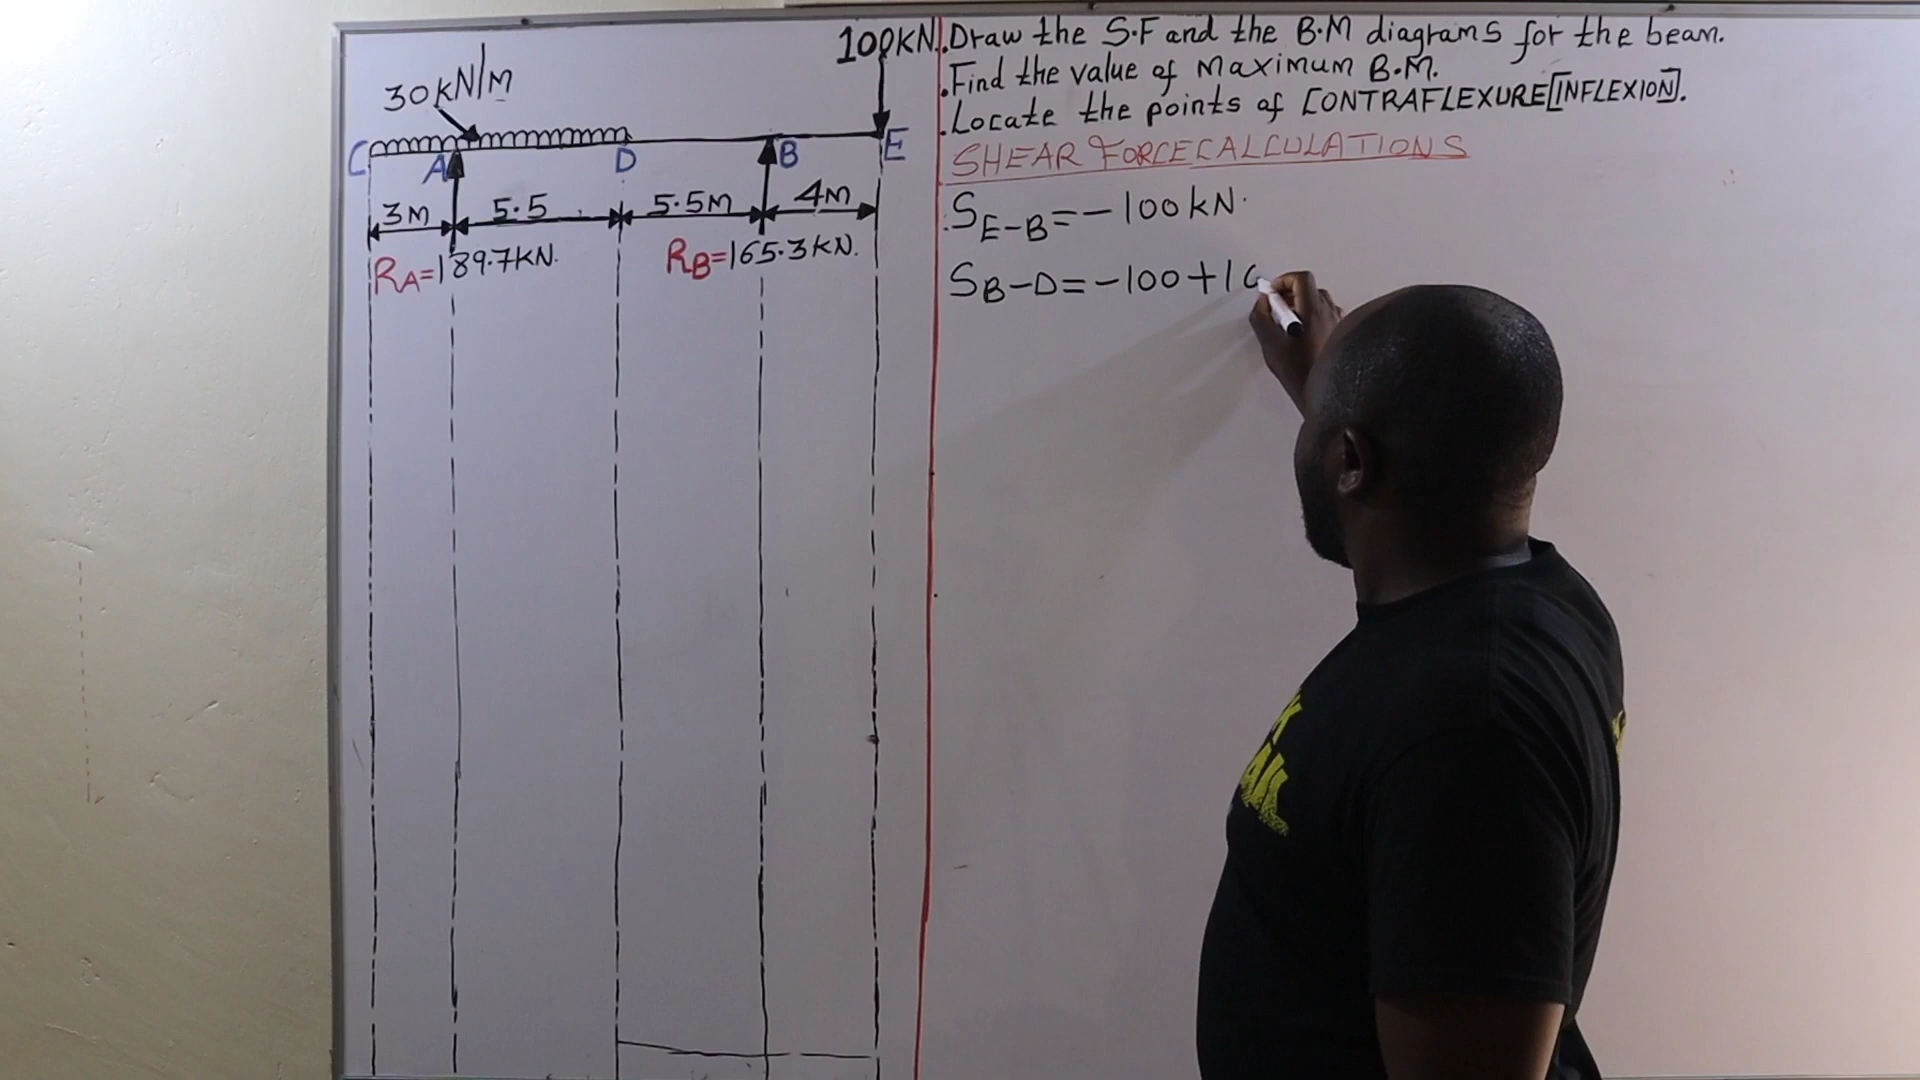 100KN
30KN/M
C A D B E
3M 5.5 5.5M 4M
RA=189.7KN.
RB=165.3KN.
.Draw the S.F and the B.M diagrams for the beam.
.Find the value of Maximum B.M.
.Locate the points of CONTRAFLEXURE[INFLEXION].
SHEAR FORCE CALCULATIONS
SE-B=-100KN.
SB-D=-100+1